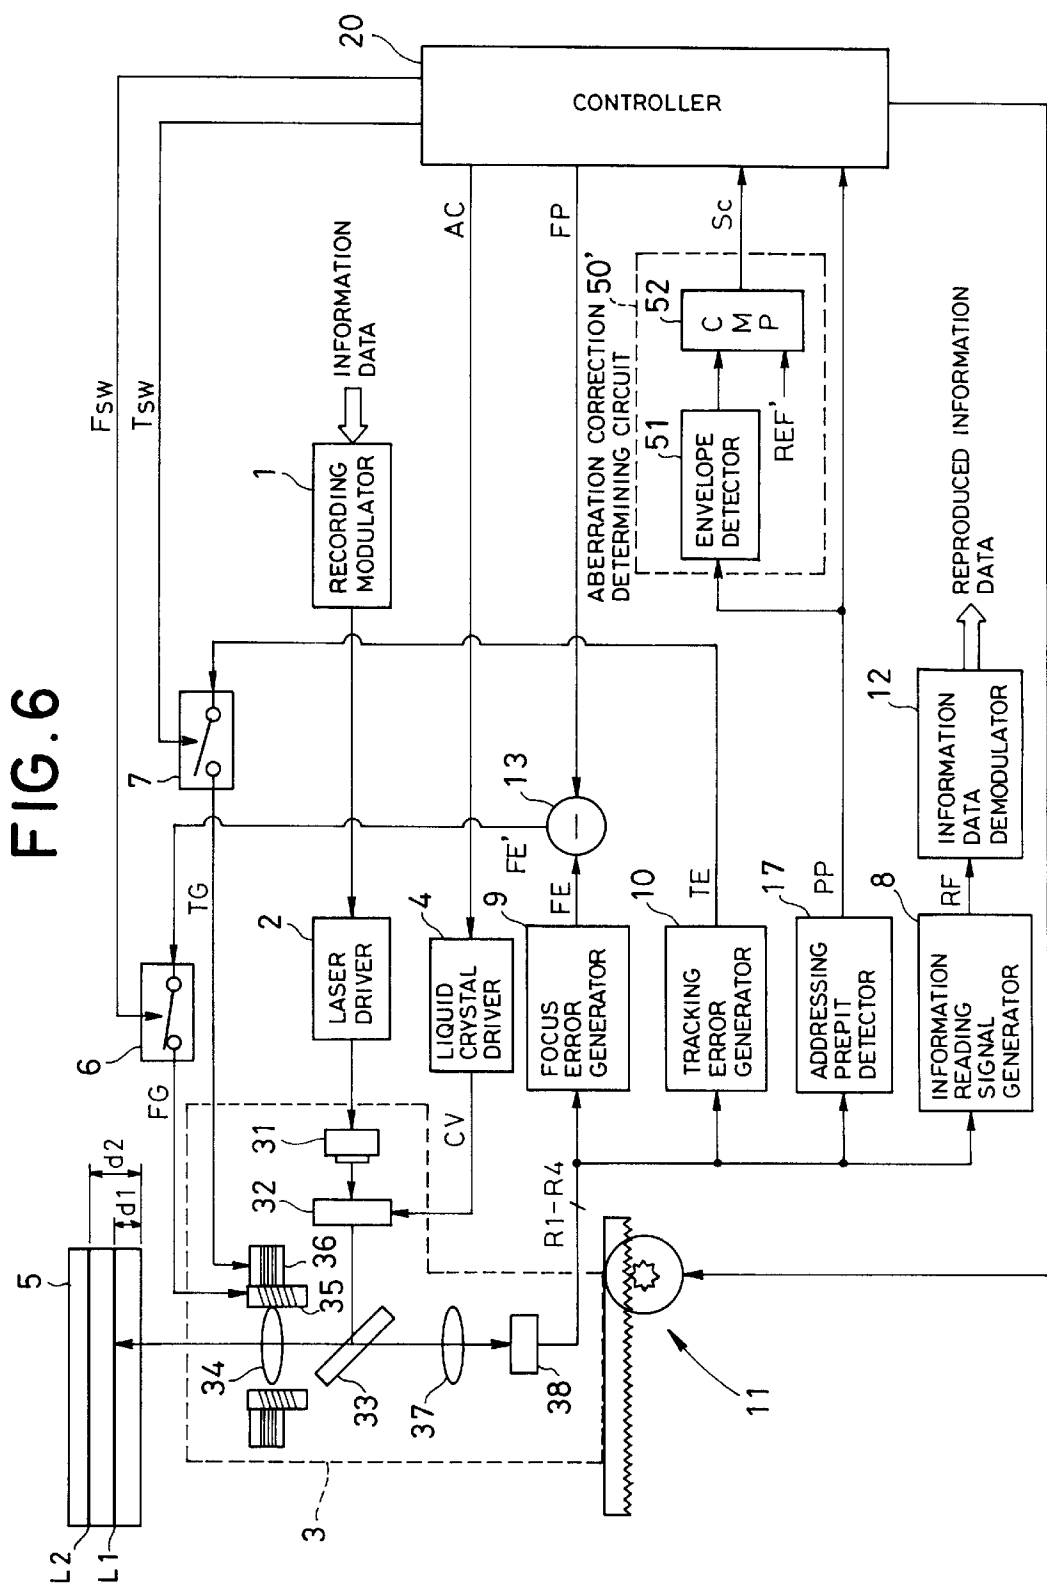 FIG. 6
5
L2
L1
d1
d2
FG
6
TG
7
FSW
TSW
20
CONTROLLER
3
34
35
36
33
32
31
37
38
11
CV
R1-R4
2
LASER
DRIVER
1
RECORDING
MODULATOR
INFORMATION
DATA
4
LIQUID
CRYSTAL
DRIVER
AC
9
FOCUS
ERROR
GENERATOR
FE
FE'
13
FP
10
TRACKING
ERROR
GENERATOR
TE
17
ADDRESSING
PREPIT
DETECTOR
PP
8
INFORMATION
READING
SIGNAL
GENERATOR
RF
12
INFORMATION
DATA
DEMODULATOR
REPRODUCED INFORMATION
DATA
ABERRATION CORRECTION 50'
DETERMINING CIRCUIT
51
ENVELOPE
DETECTOR
52
C
M
P
REF'
Sc